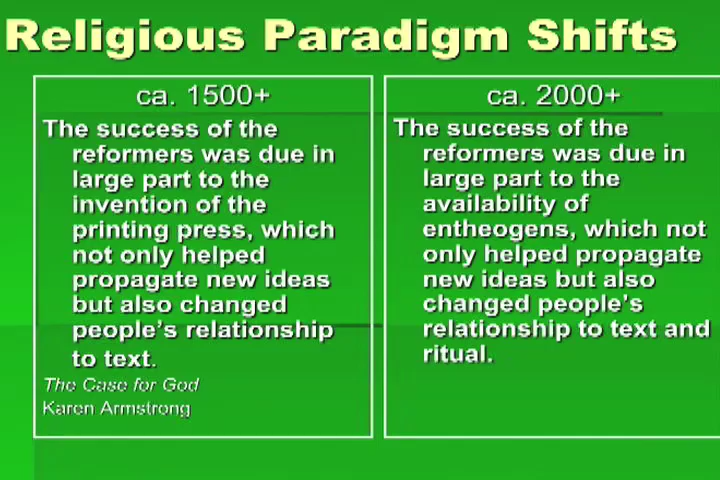 Religious Paradigm Shifts
ca. 1500+
The success of the
reformers was due in
large part to the
invention of the
printing press, which
not only helped
propagate new ideas
but also changed
people's relationship
to text.
The Case for God
Karen Armstrong
ca. 2000+
The success of the
reformers was due in
large part to the
availability of
entheogens, which not
only helped propagate
new ideas but also
changed people's
relationship to text and
ritual.